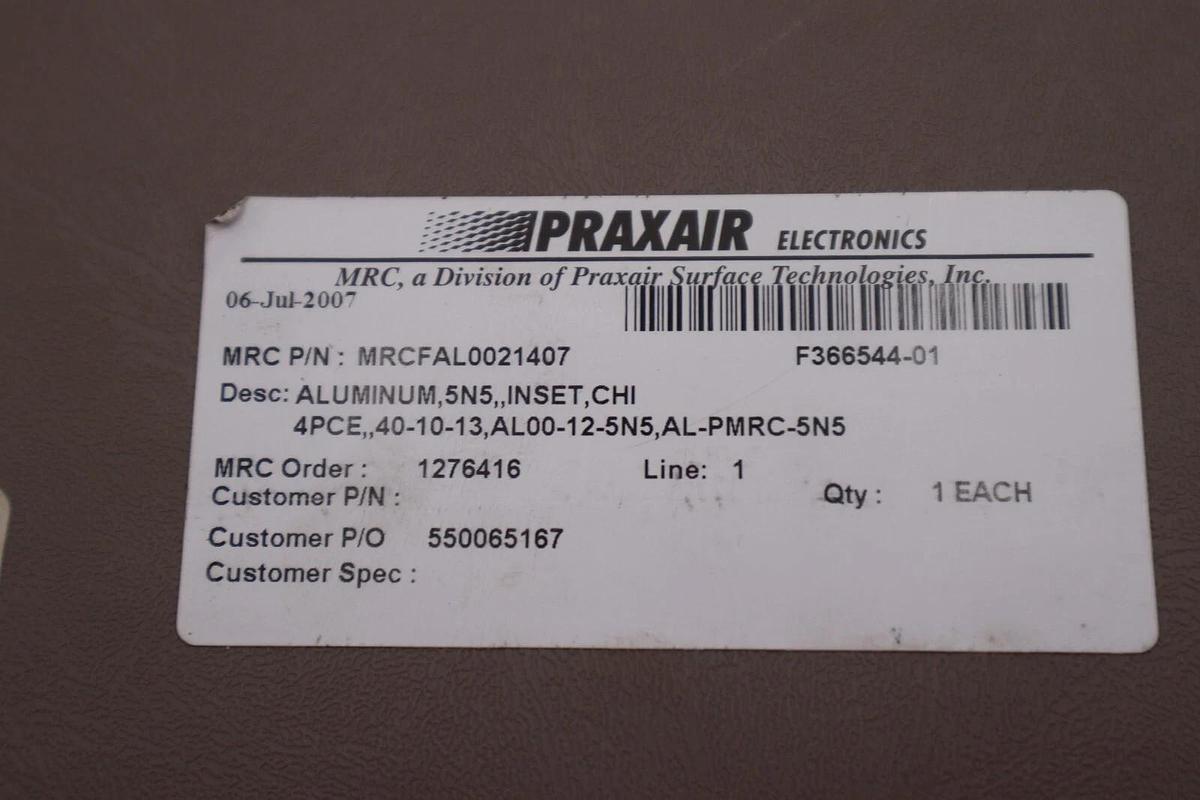 PRAXAIR ELECTRONICS
MRC, a Division of Praxair Surface Technologies, Inc.
06-Jul-2007
MRC P/N : MRCFAL0021407 F366544-01
Desc: ALUMINUM,5N5,,INSET,CHI
4PCE,,40-10-13,AL00-12-5N5,AL-PMRC-5N5
MRC Order : 1276416 Line: 1
Customer P/N : Qty : 1 EACH
Customer P/O 550065167
Customer Spec :